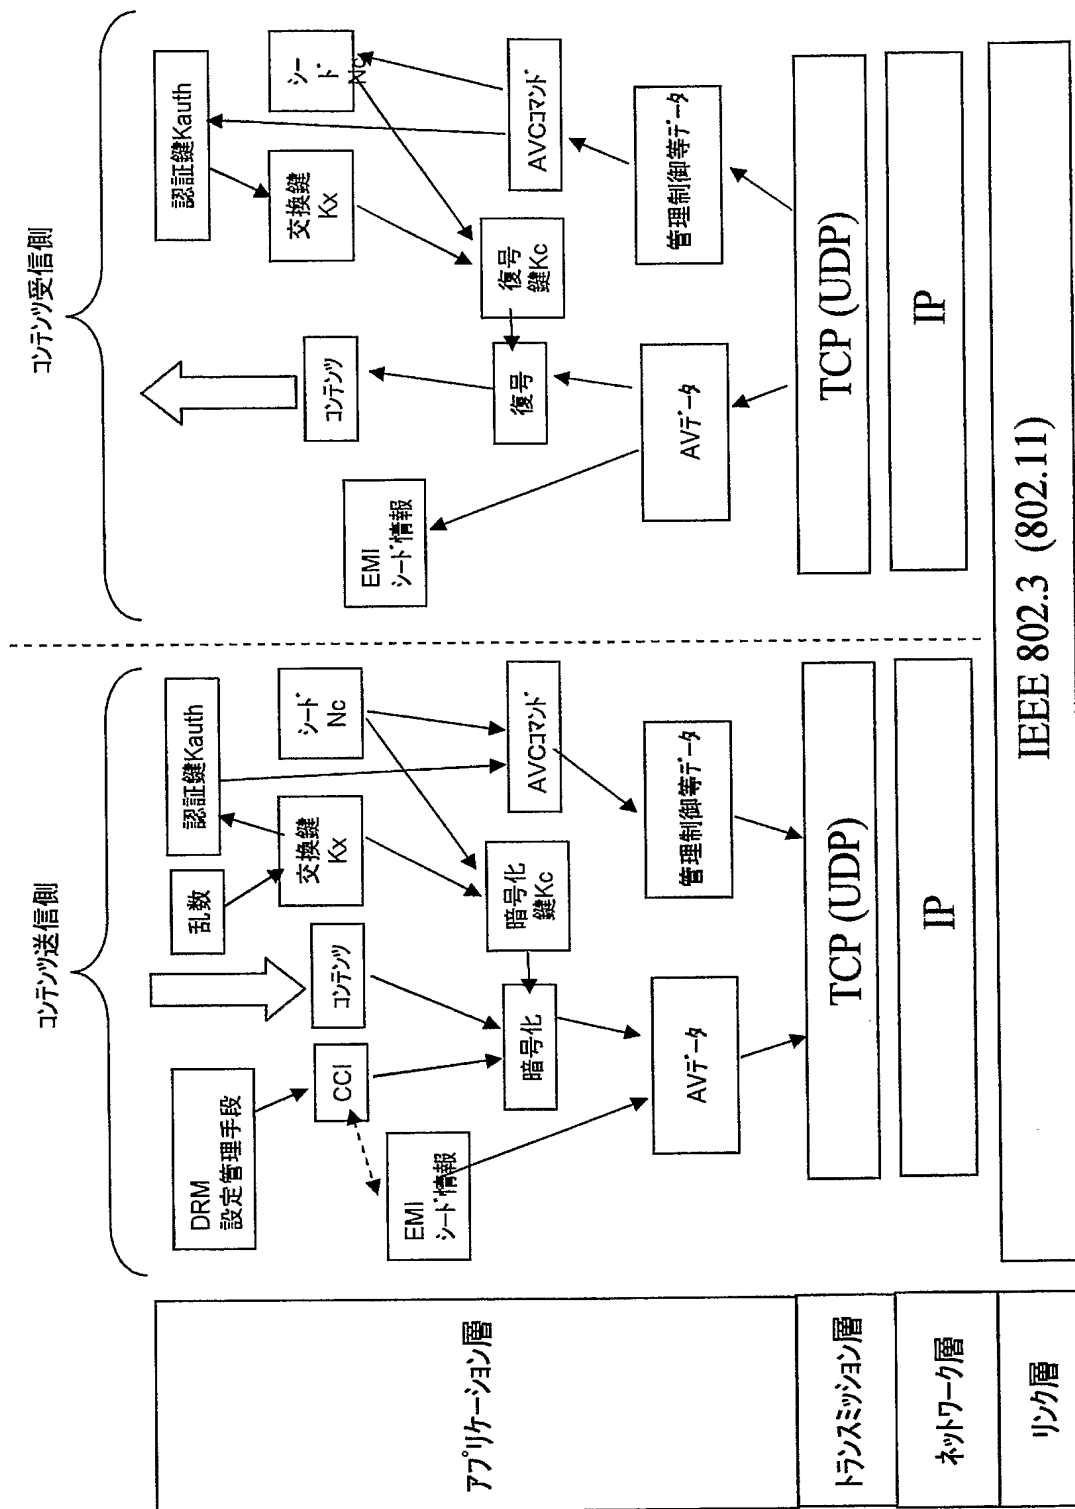 コンテンツ送信側
コンテンツ受信側
アプリケーション層
トランスミッション層
ネットワーク層
リンク層
DRM
設定管理手段
CCI
EMI
シード情報
コンテンツ
乱数
認証鍵Kauth
交換鍵
Kx
シード
Nc
暗号化
暗号化
鍵Kc
AVCコマンド
AVデータ
管理制御等データ
TCP (UDP)
IP
EMI
シード情報
コンテンツ
認証鍵Kauth
交換鍵
Kx
シー
ド
Nc
復号
復号
鍵Kc
AVCコマンド
AVデータ
管理制御等データ
TCP (UDP)
IP
IEEE 802.3 (802.11)